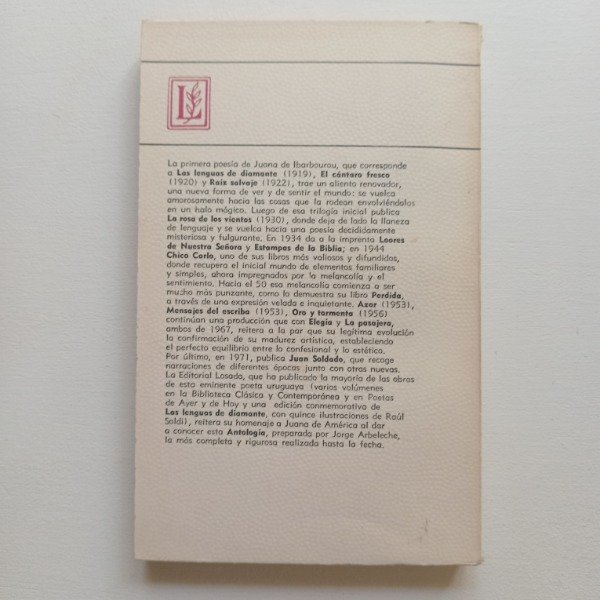 L
La primera poesía de Juana de Ibarbourou, que corresponde
a Las lenguas de diamante (1919), El cántaro fresco
(1920) y Raíz salvaje (1922), trae un aliento renovador,
una nueva forma de ver y de sentir el mundo: se vuelca
amorosamente hacia las cosas que la rodean envolviéndolas
en un halo mágico. Luego de esa trilogía inicial publica
La rosa de los vientos (1930), donde deja de lado la llaneza
de lenguaje y se vuelca hacia una poesía decididamente
misteriosa y fulgurante. En 1934 da a la imprenta Loores
de Nuestra Señora y Estampas de la Biblia; en 1944
Chico Carlo, uno de sus libros más valiosos y difundidos,
donde recupera el inicial mundo de elementos familiares
y simples, ahora impregnados por la melancolía y el
sentimiento. Hacia el 50 esa melancolía comienza a ser
mucho más punzante, como lo demuestra su libro Perdida,
a través de una expresión velada e inquietante. Azor (1953),
Mensajes del escriba (1953), Oro y tormenta (1956)
continúan una producción que con Elegía y La pasajera,
ambos de 1967, reitera a la par que su legítima evolución
la confirmación de su madurez artística, estableciendo
el perfecto equilibrio entre lo confesional y lo estético.
Por último, en 1971, publica Juan Soldado, que recoge
narraciones de diferentes épocas junto con otras nuevas.
La Editorial Losada, que ha publicado la mayoría de las obras
de esta eminente poeta uruguaya (varios volúmenes
en la Biblioteca Clásica y Contemporánea y en Poetas
de Ayer y de Hoy y una edición conmemorativa de
Las lenguas de diamante, con quince ilustraciones de Raúl
Soldi), reitera su homenaje a Juana de América al dar
a conocer esta Antología, preparada por Jorge Arbeleche,
la más completa y rigurosa realizada hasta la fecha.